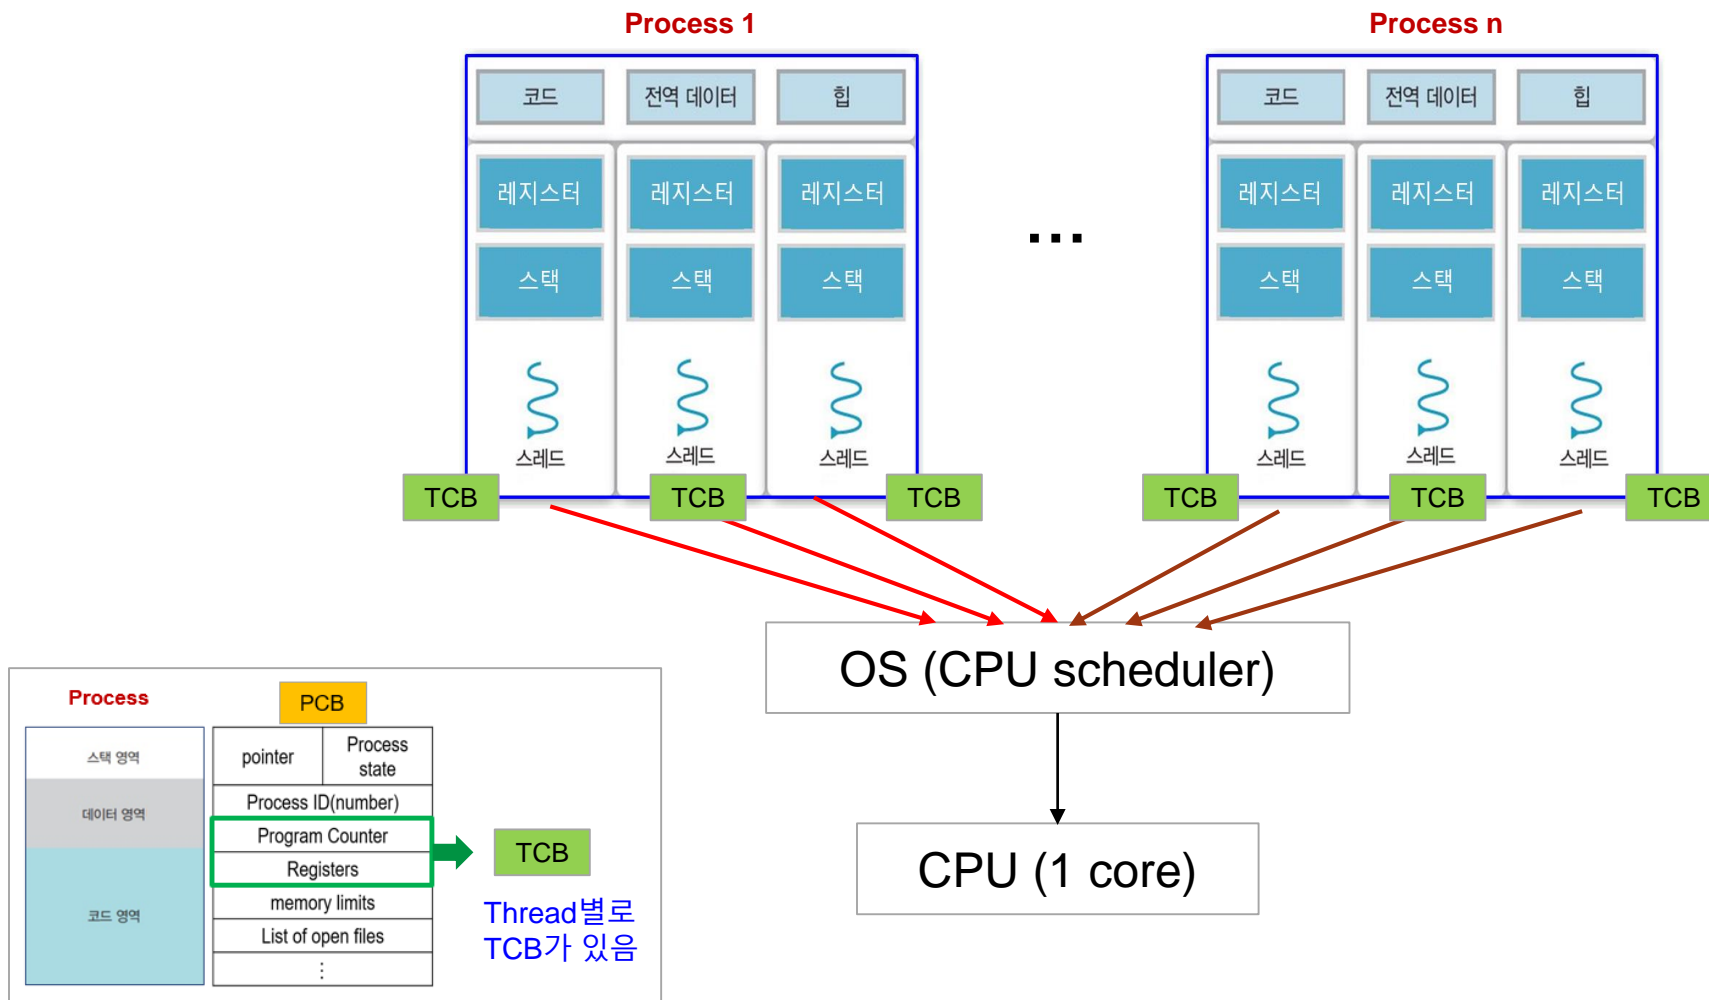 Process 1
Process n
코드 전역 데이터 힙
코드 전역 데이터 힙
레지스터 레지스터 레지스터
레지스터 레지스터 레지스터
...
스택 스택 스택
스택 스택 스택
스레드 스레드 스레드
스레드 스레드 스레드
TCB TCB TCB
TCB TCB TCB
OS (CPU scheduler)
CPU (1 core)
Process
PCB
스택 영역
데이터 영역
코드 영역
pointer
Process
state
Process ID(number)
Program Counter
Registers
memory limits
List of open files
⋮
TCB
Thread별로
TCB가 있음